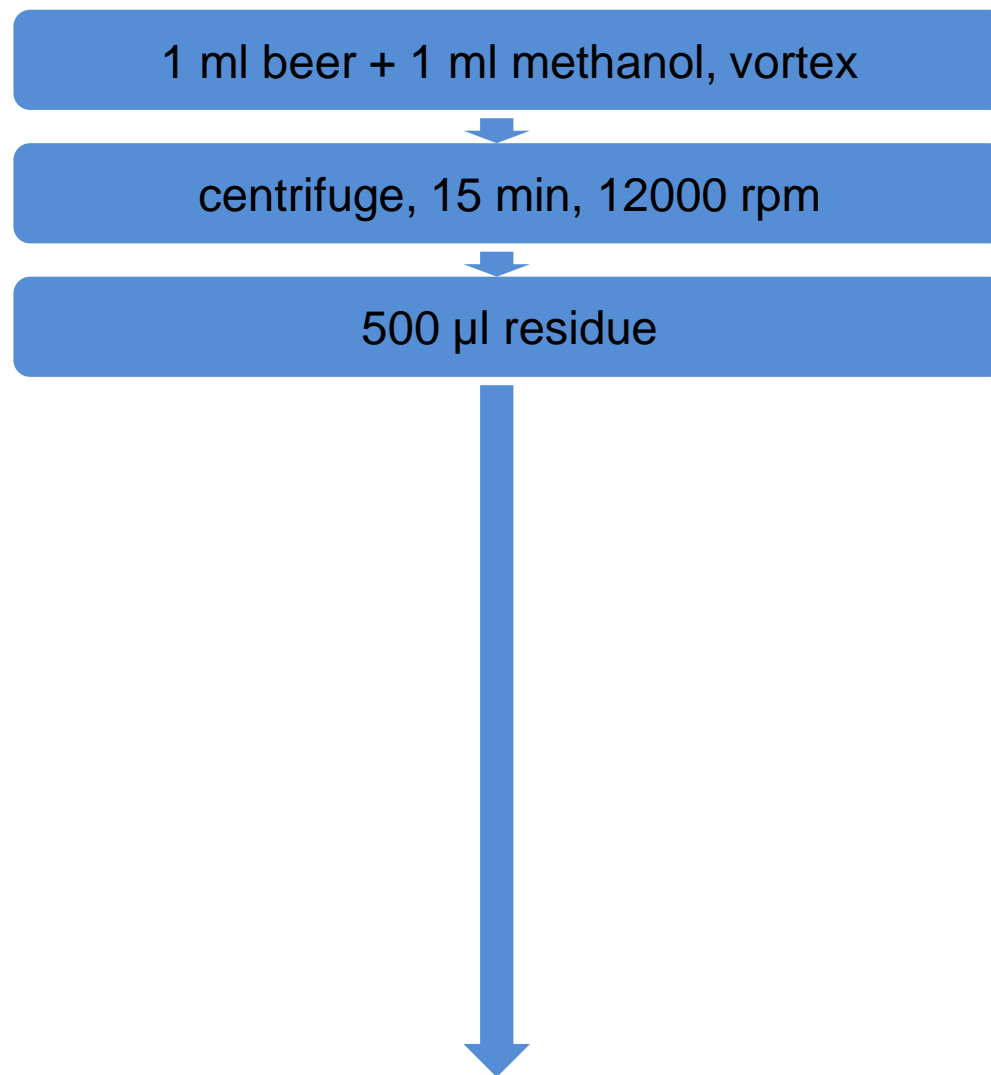 1 ml beer + 1 ml methanol, vortex
centrifuge, 15 min, 12000 rpm
500 µl residue